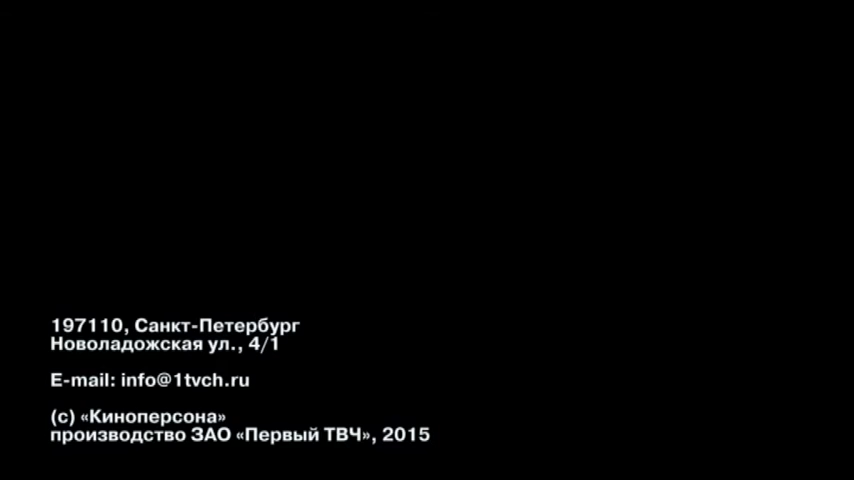 197110, Санкт-Петербург
Новоладожская ул., 4/1
E-mail: info@1tvch.ru
(с) «Киноперсона»
производство ЗАО «Первый ТВЧ», 2015